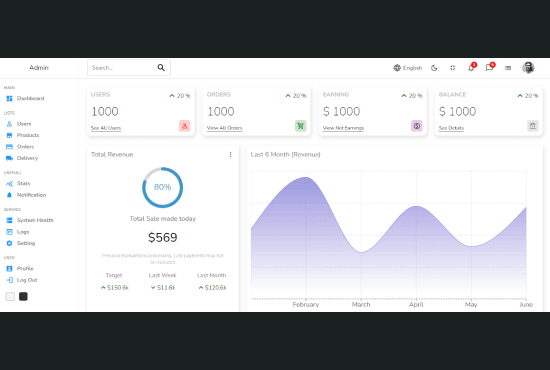 Admin
Search...
English
1
6
MAIN
Dashboard
LISTS
Users
Products
Orders
Delivery
USEFULL
Stats
Notification
SERVICE
System Health
Logs
Setting
USER
Profile
Log Out
USERS
20 %
1000
See All Users
ORDERS
20 %
1000
View All Orders
EARNING
20 %
$ 1000
View Net Earnings
BALANCE
20 %
$ 1000
See Details
Total Revenue
80%
Total Sale made today
$569
Previous transactions processing. Last payments may not
be included
Target
Last Week
Last Month
$150.6k
$11.6k
$120.6k
Last 6 Month (Revenue)
February
March
April
May
June